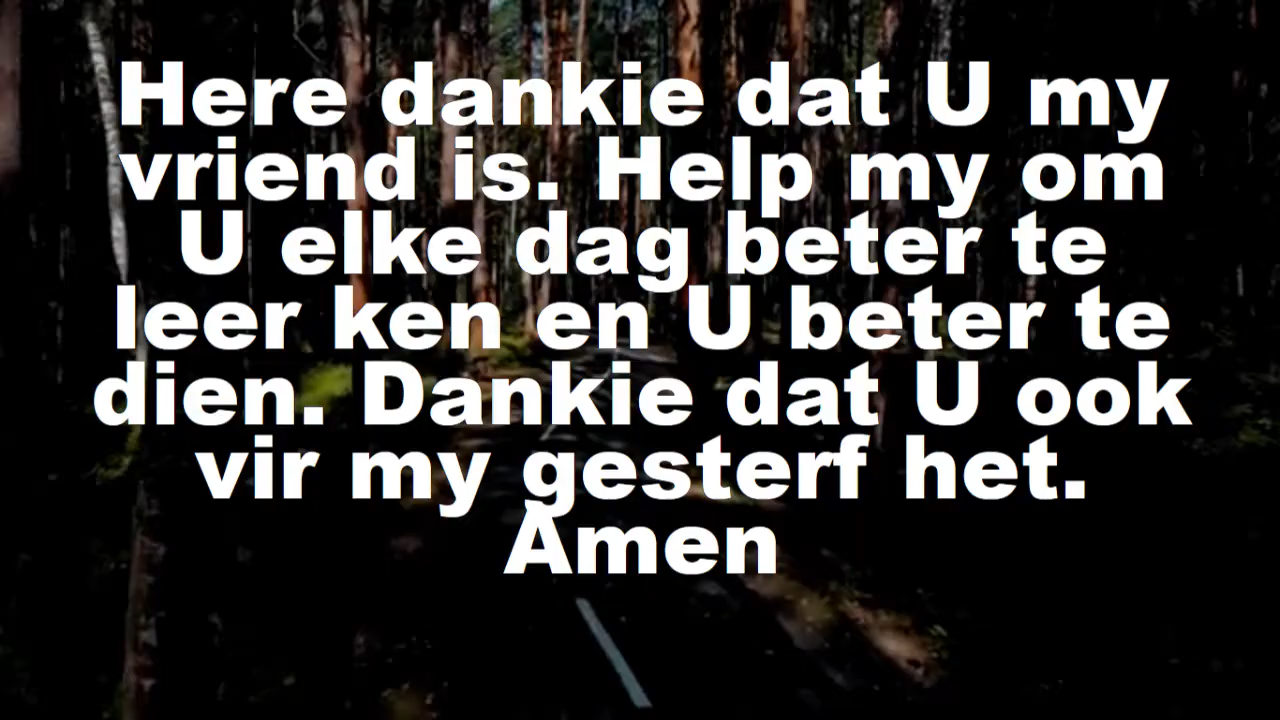 Here dankie dat U my
vriend is. Help my om
U elke dag beter te
leer ken en U beter te
dien. Dankie dat U ook
vir my gesterf het.
Amen